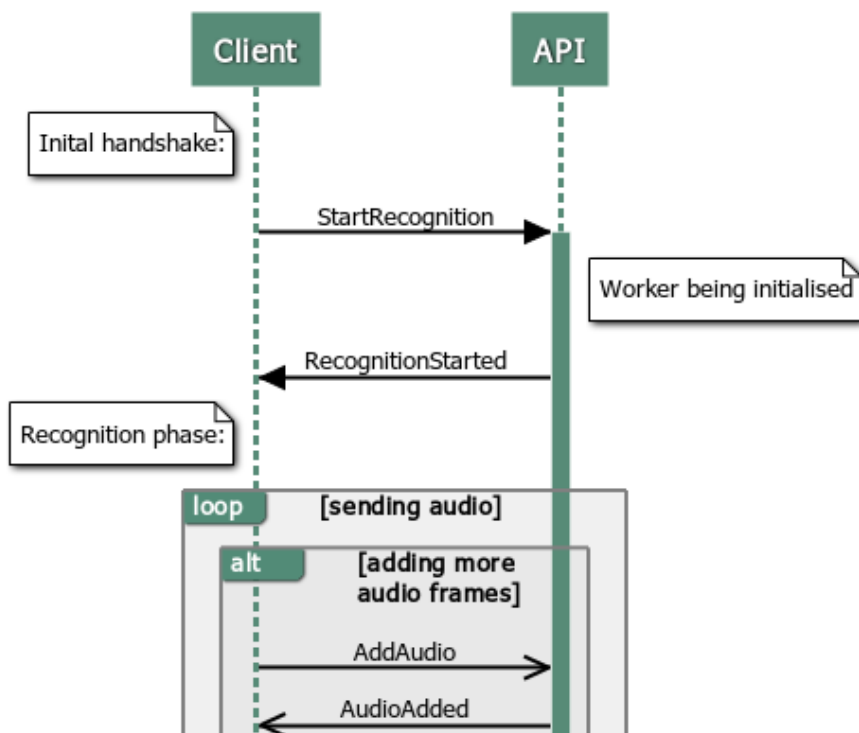 Client
API
Inital handshake:
StartRecognition
Worker being initialised
RecognitionStarted
Recognition phase:
loop
[sending audio]
alt
[adding more
audio frames]
AddAudio
AudioAdded